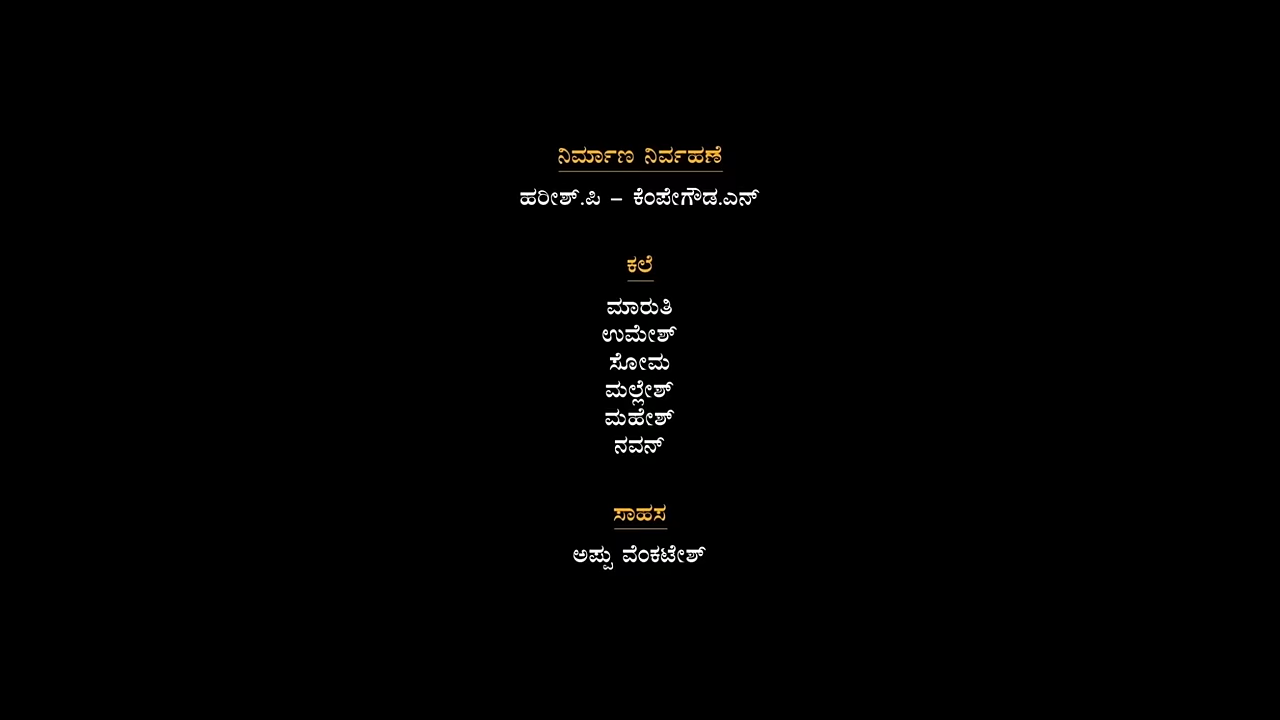 ನಿರ್ಮಾಣ ನಿರ್ವಹಣೆ
ಹರೀಶ್.ಪಿ – ಕೆಂಪೇಗೌಡ.ಎನ್
ಕಲೆ
ಮಾರುತಿ
ಉಮೇಶ್
ಸೋಮ
ಮಲ್ಲೇಶ್
ಮಹೇಶ್
ನವನ್
ಸಾಹಸ
ಅಪ್ಪು ವೆಂಕಟೇಶ್